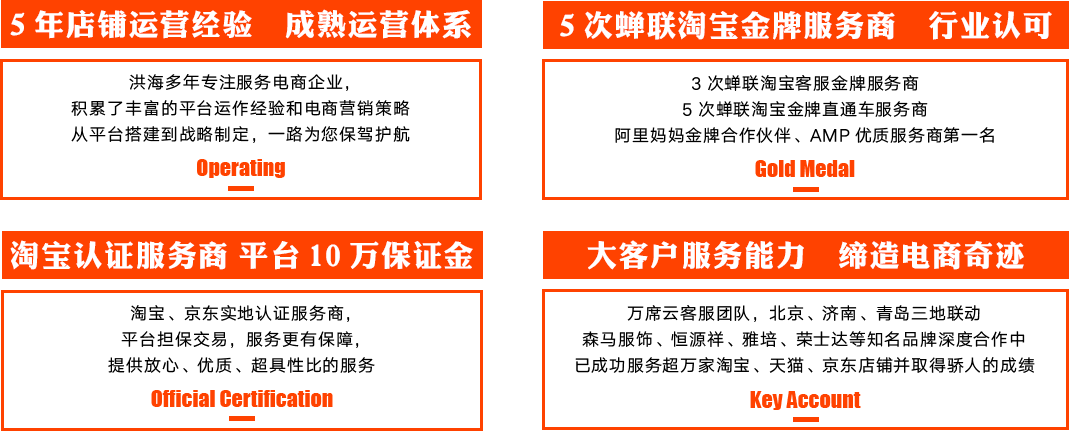 5年店铺运营经验 成熟运营体系
洪海多年专注服务电商企业,
积累了丰富的平台运作经验和电商营销策略
从平台搭建到战略制定，一路为您保驾护航
Operating
5次蝉联淘宝金牌服务商 行业认可
3次蝉联淘宝客服金牌服务商
5次蝉联淘宝金牌直通车服务商
阿里妈妈金牌合作伙伴、AMP优质服务商第一名
Gold Medal
淘宝认证服务商 平台10万保证金
淘宝、京东实地认证服务商,
平台担保交易，服务更有保障,
提供放心、优质、超具性比的服务
Official Certification
大客户服务能力 缔造电商奇迹
万席云客服团队，北京、济南、青岛三地联动
森马服饰、恒源祥、雅培、荣士达等知名品牌深度合作中
已成功服务超万家淘宝、天猫、京东店铺并取得骄人的成绩
Key Account